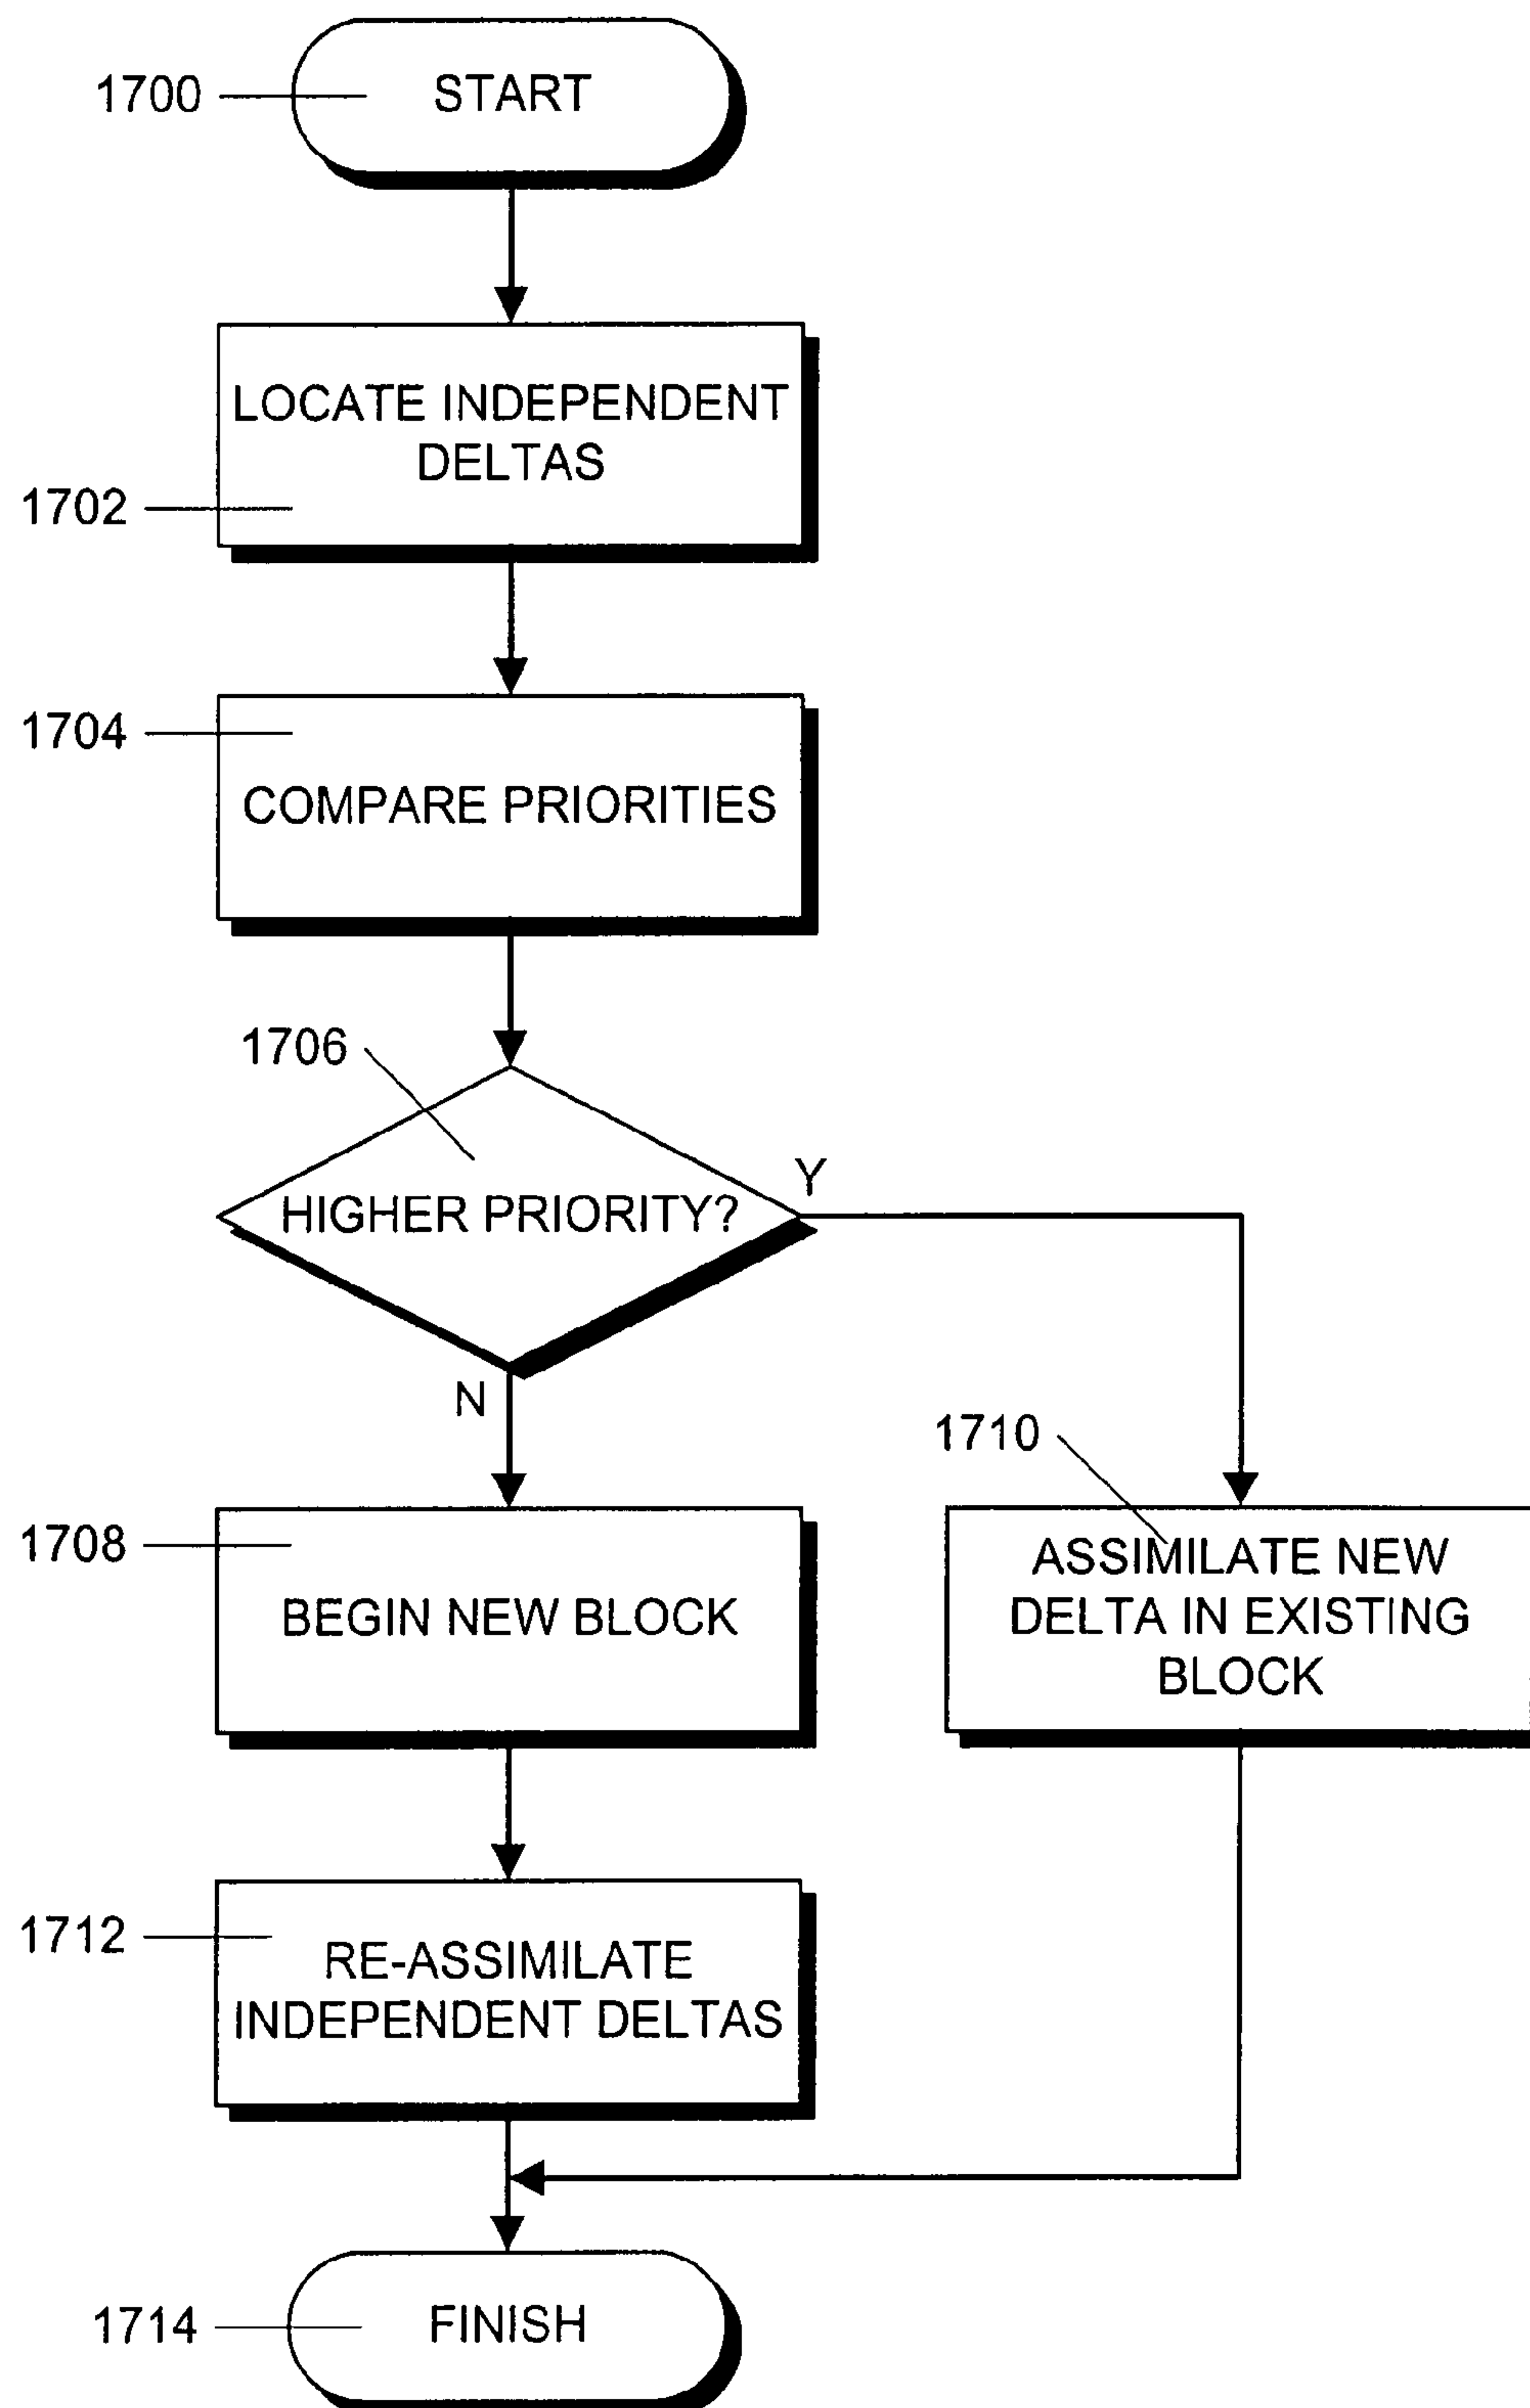 1700
START
LOCATE INDEPENDENT
DELTAS
1702
1704
COMPARE PRIORITIES
1706
HIGHER PRIORITY?
Y
N
1708
BEGIN NEW BLOCK
1710
ASSIMILATE NEW
DELTA IN EXISTING
BLOCK
1712
RE-ASSIMILATE
INDEPENDENT DELTAS
1714
FINISH